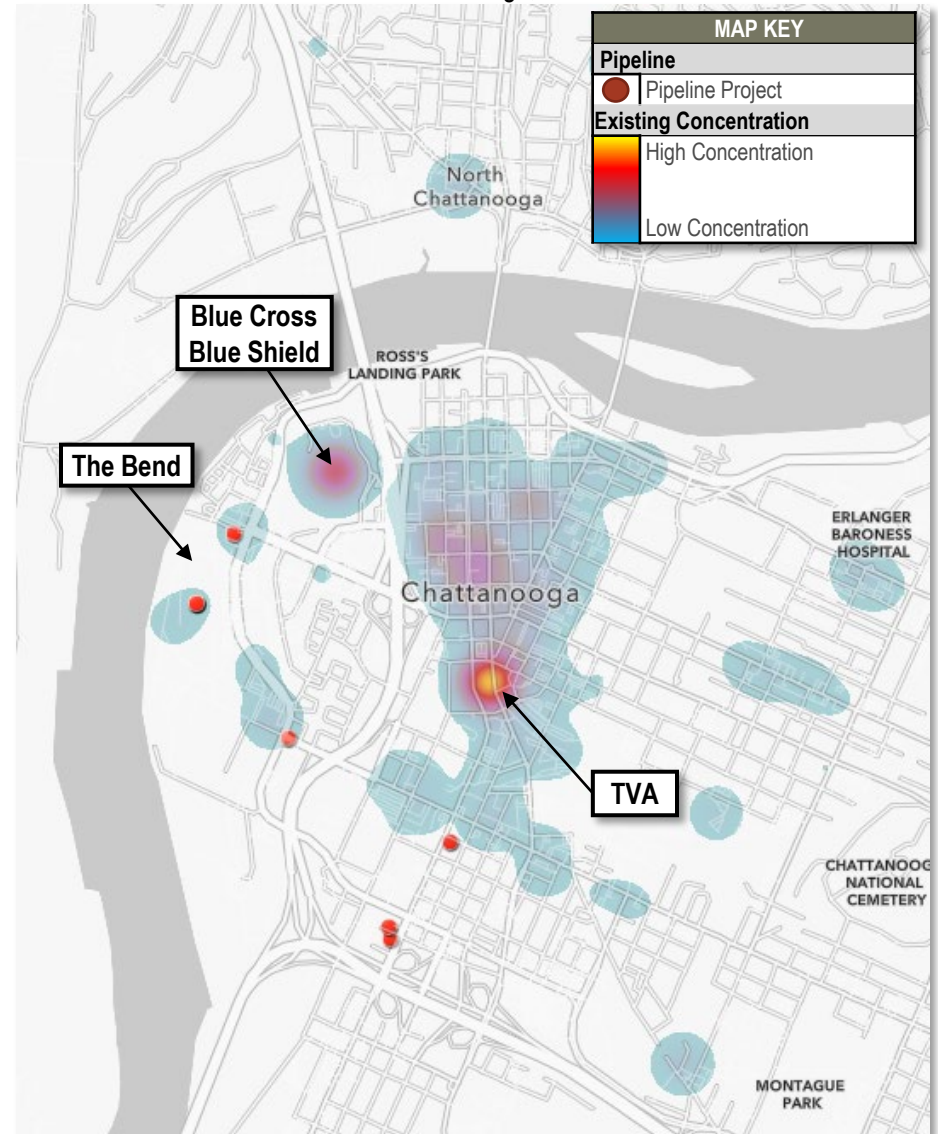 MAP KEY
Pipeline
Pipeline Project
Existing Concentration
High Concentration
Low Concentration
North
Chattanooga
Blue Cross
Blue Shield
ROSS'S
LANDING PARK
The Bend
ERLANGER
BARONESS
HOSPITAL
Chattanooga
TVA
CHATTANOOG
NATIONAL
CEMETERY
MONTAGUE
PARK